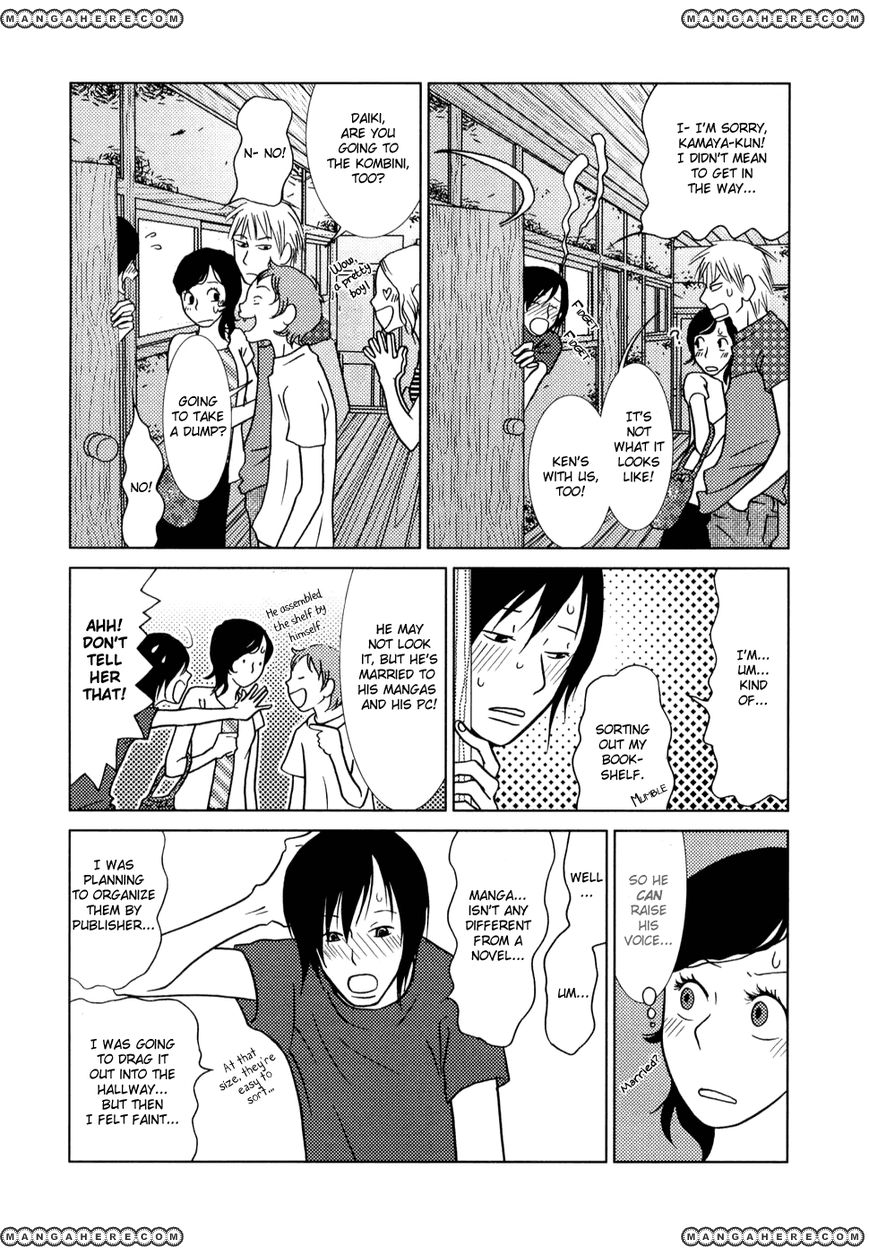 MANGAHERE.COM
MANGAHERE.COM
I- I'M SORRY,
KAMAYA-KUN!
I DIDN'T MEAN
TO GET IN
THE WAY...
?
FIDGET
FIDGET
IT'S
NOT
WHAT IT
LOOKS
LIKE!
KEN'S
WITH US,
TOO!
DAIKI,
ARE YOU
GOING TO
THE KOMBINI,
TOO?
N- NO!
Wow,
a pretty
boy!
GOING
TO TAKE
A DUMP?
NO!
I'M...
UM...
KIND
OF...
SORTING
OUT MY
BOOK-
SHELF.
MUMBLE
HE MAY
NOT LOOK
IT, BUT HE'S
MARRIED TO
HIS MANGAS
AND HIS PC!
He assembled
the shelf by
himself.
AHH!
DON'T
TELL
HER
THAT!
SO HE
CAN
RAISE
HIS
VOICE...
Married?
WELL
...
UM...
MANGA...
ISN'T ANY
DIFFERENT
FROM A
NOVEL...
I WAS
PLANNING
TO ORGANIZE
THEM BY
PUBLISHER...
At that
size, they're
easy to
sort...
I WAS GOING
TO DRAG IT
OUT INTO THE
HALLWAY...
BUT THEN
I FELT FAINT...
MANGAHERE.COM
MANGAHERE.COM